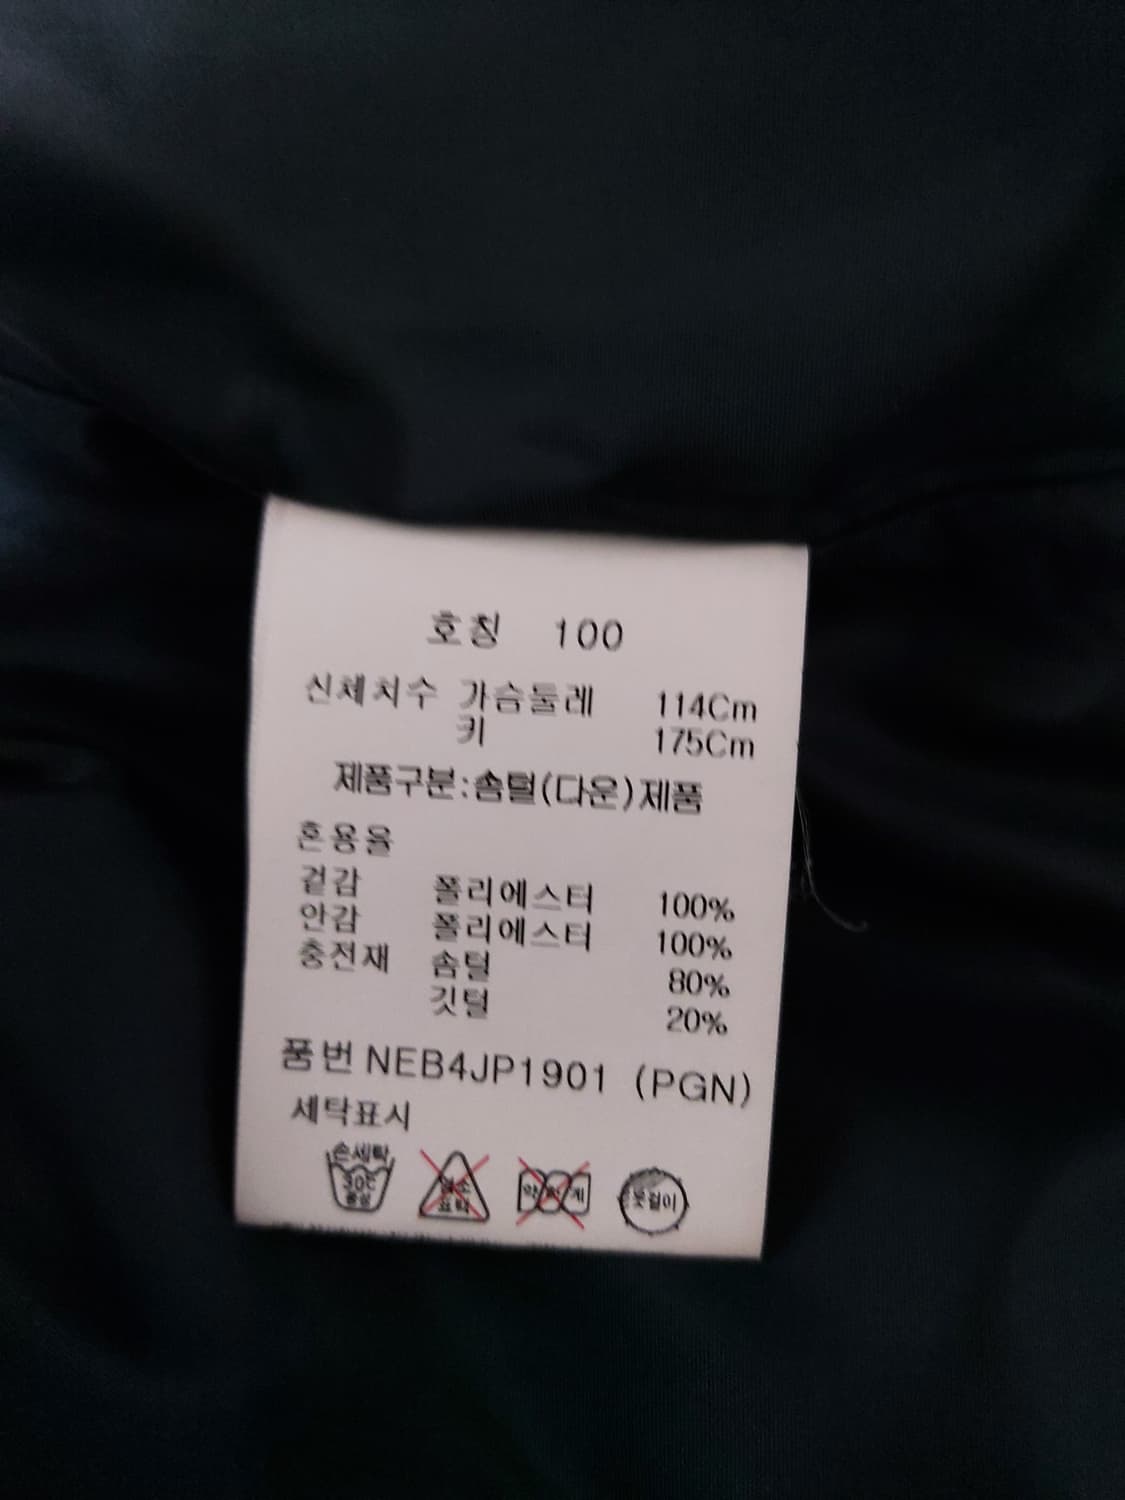 호칭 100
신체치수 가슴둘레 114Cm
키 175Cm
제품구분:솜털(다운)제품
혼용율
겉감 폴리에스터 100%
안감 폴리에스터 100%
충전재 솜털 80%
깃털 20%
품번 NEB4JP1901 (PGN)
세탁표시
손세탁
30℃
중성
염소
표백
약하게
옷걸이